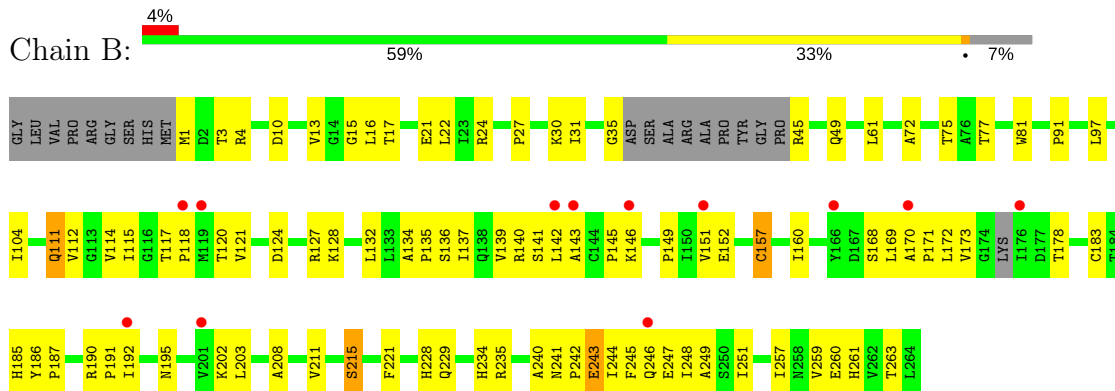 4%
Chain B:
59% 33% • 7%
GLY LEU VAL PRO ARG GLY SER HIS MET M1 D2 T3 R4 D10 V13 G14 G15 L16 T17 E21 L22 I23 R24 P27 K30 I31 G35 ASP SER ALA ARG ALA PRO TYR GLY PRO R45 Q49 L61 A72 T75 A76 T77 W81 P91 L97
I104 Q111 V112 G113 V114 I115 G116 T117 P118 M119 T120 V121 D124 R127 K128 L132 L133 A134 P135 S136 I137 Q138 V139 R140 S141 L142 A143 C144 P145 K146 P149 I150 V151 E152 C157 I160 Y166 D167 S168 L169 A170 P171 L172 V173 G174 LYS I176 D177 T178 C183 T184
H185 Y186 P187 R190 P191 I192 N195 V201 K202 L203 A208 V211 S215 F221 H228 Q229 H234 R235 A240 N241 P242 E243 I244 F245 Q246 E247 I248 A249 S250 I251 I257 N258 V259 E260 H261 V262 T263 L264